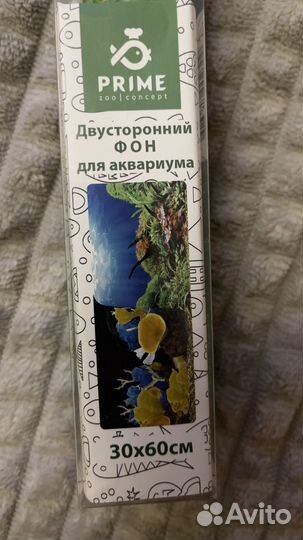 PRIME
zoo | concept
Двусторонний
ФОН
для аквариума
30х60см
Avito